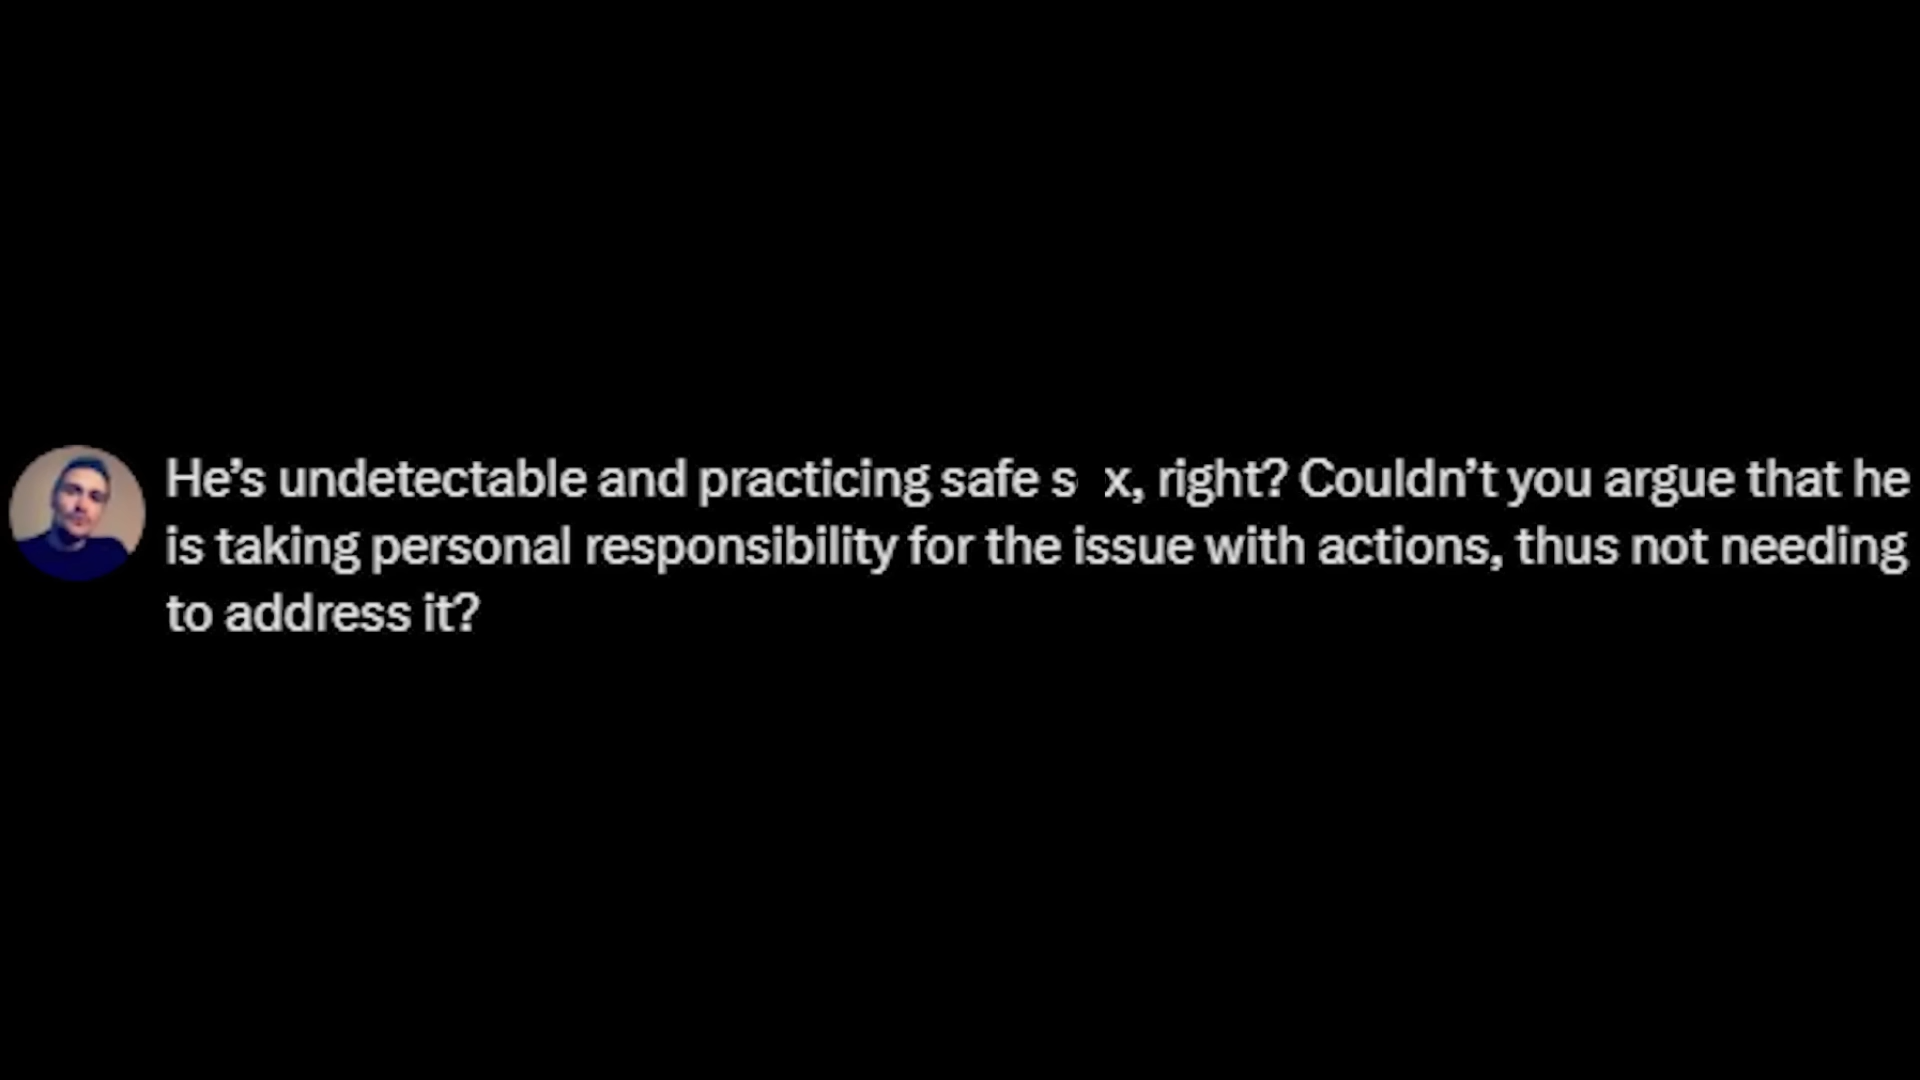 He’s undetectable and practicing safe s x, right? Couldn’t you argue that he
is taking personal responsibility for the issue with actions, thus not needing
to address it?